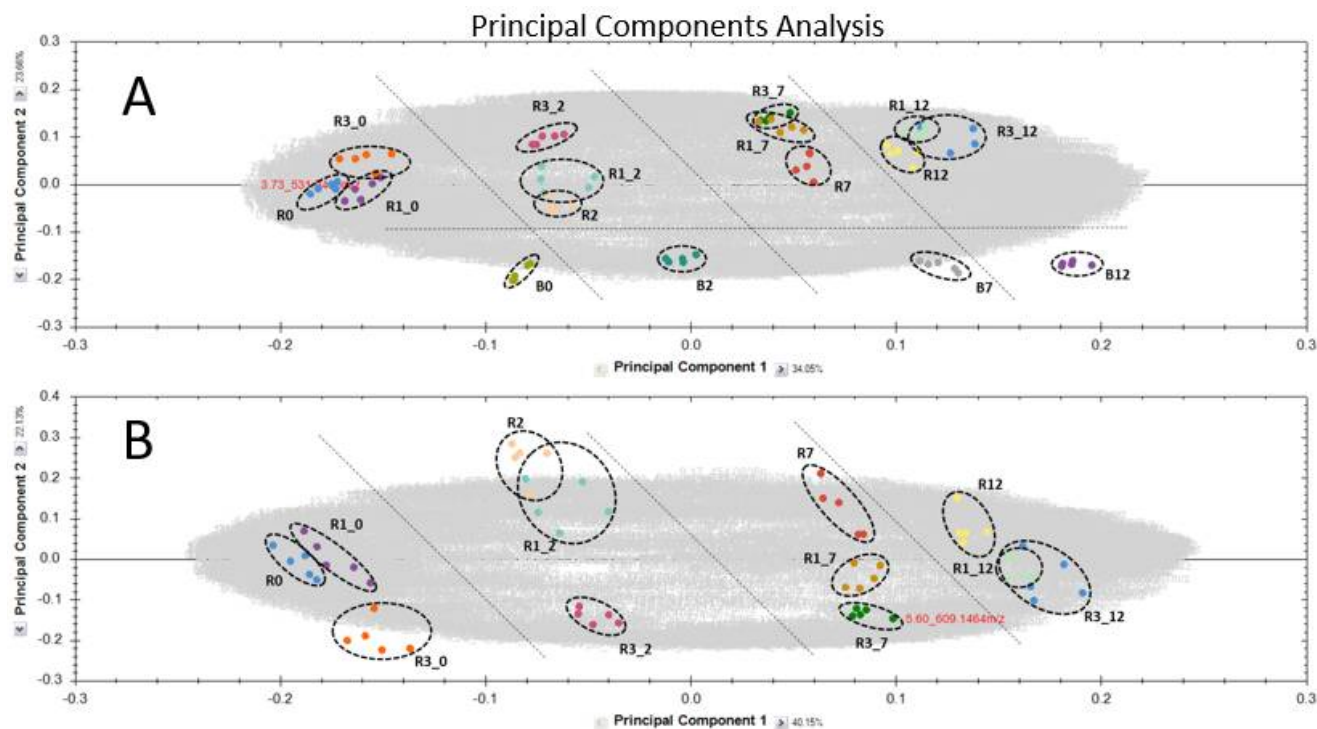 Principal Components Analysis
A
Principal Component 2 23.66%
0.3
0.2
0.1
0.0
-0.1
-0.2
-0.3
R3_0
R0
R1_0
R3_2
R1_2
R2
R3_7
R1_7
R7
R1_12
R3_12
R12
B0
B2
B7
B12
-0.3
-0.2
-0.1
0.0
0.1
0.2
0.3
Principal Component 1 34.05%
B
Principal Component 2 22.13%
0.4
0.3
0.2
0.1
0.0
-0.1
-0.2
-0.3
R2
R7
R12
R1_0
R0
R1_2
R1_7
R1_12
R3_0
R3_2
R3_7
5.60_609.1464m/z
R3_12
-0.3
-0.2
-0.1
0.0
0.1
0.2
0.3
Principal Component 1 40.15%